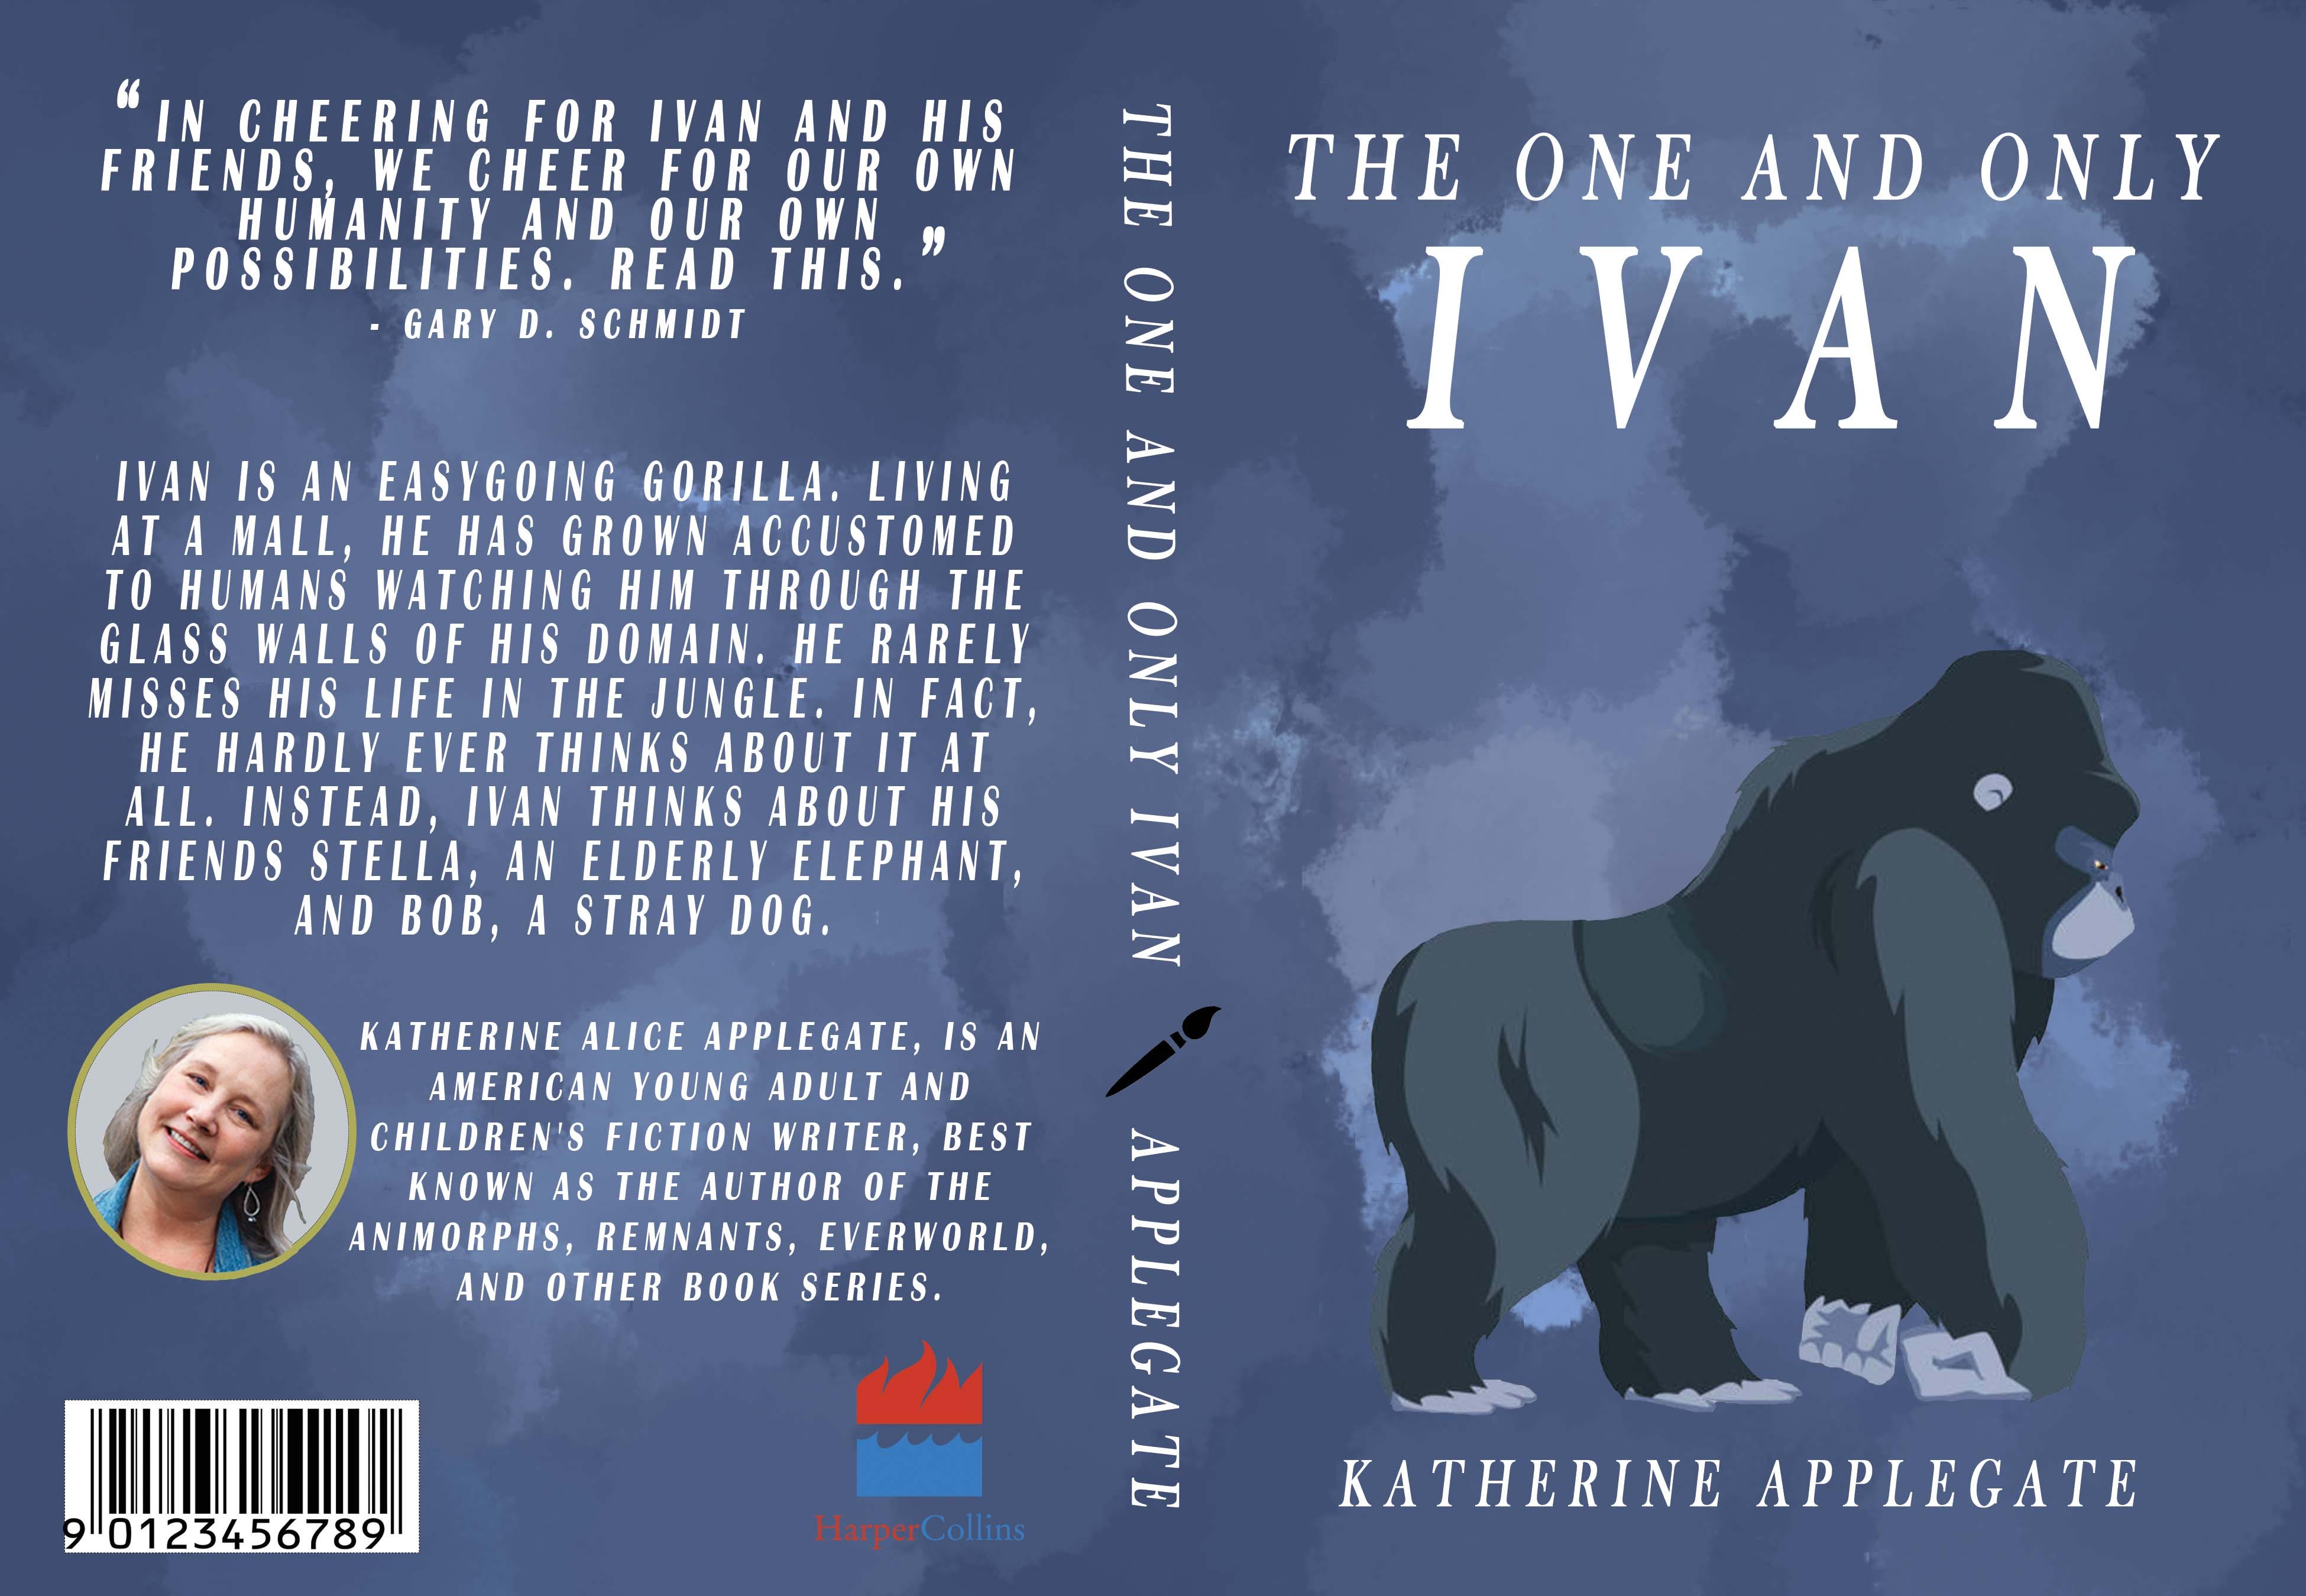 “IN CHEERING FOR IVAN AND HIS
FRIENDS, WE CHEER FOR OUR OWN
HUMANITY AND OUR OWN
POSSIBILITIES. READ THIS.”
- GARY D. SCHMIDT
IVAN IS AN EASYGOING GORILLA. LIVING
AT A MALL, HE HAS GROWN ACCUSTOMED
TO HUMANS WATCHING HIM THROUGH THE
GLASS WALLS OF HIS DOMAIN. HE RARELY
MISSES HIS LIFE IN THE JUNGLE. IN FACT,
HE HARDLY EVER THINKS ABOUT IT AT
ALL. INSTEAD, IVAN THINKS ABOUT HIS
FRIENDS STELLA, AN ELDERLY ELEPHANT,
AND BOB, A STRAY DOG.
KATHERINE ALICE APPLEGATE, IS AN
AMERICAN YOUNG ADULT AND
CHILDREN'S FICTION WRITER, BEST
KNOWN AS THE AUTHOR OF THE
ANIMORPHS, REMNANTS, EVERWORLD,
AND OTHER BOOK SERIES.
9 0123456789
HarperCollins
THE ONE AND ONLY IVAN
APPLEGATE
THE ONE AND ONLY
IVAN
KATHERINE APPLEGATE